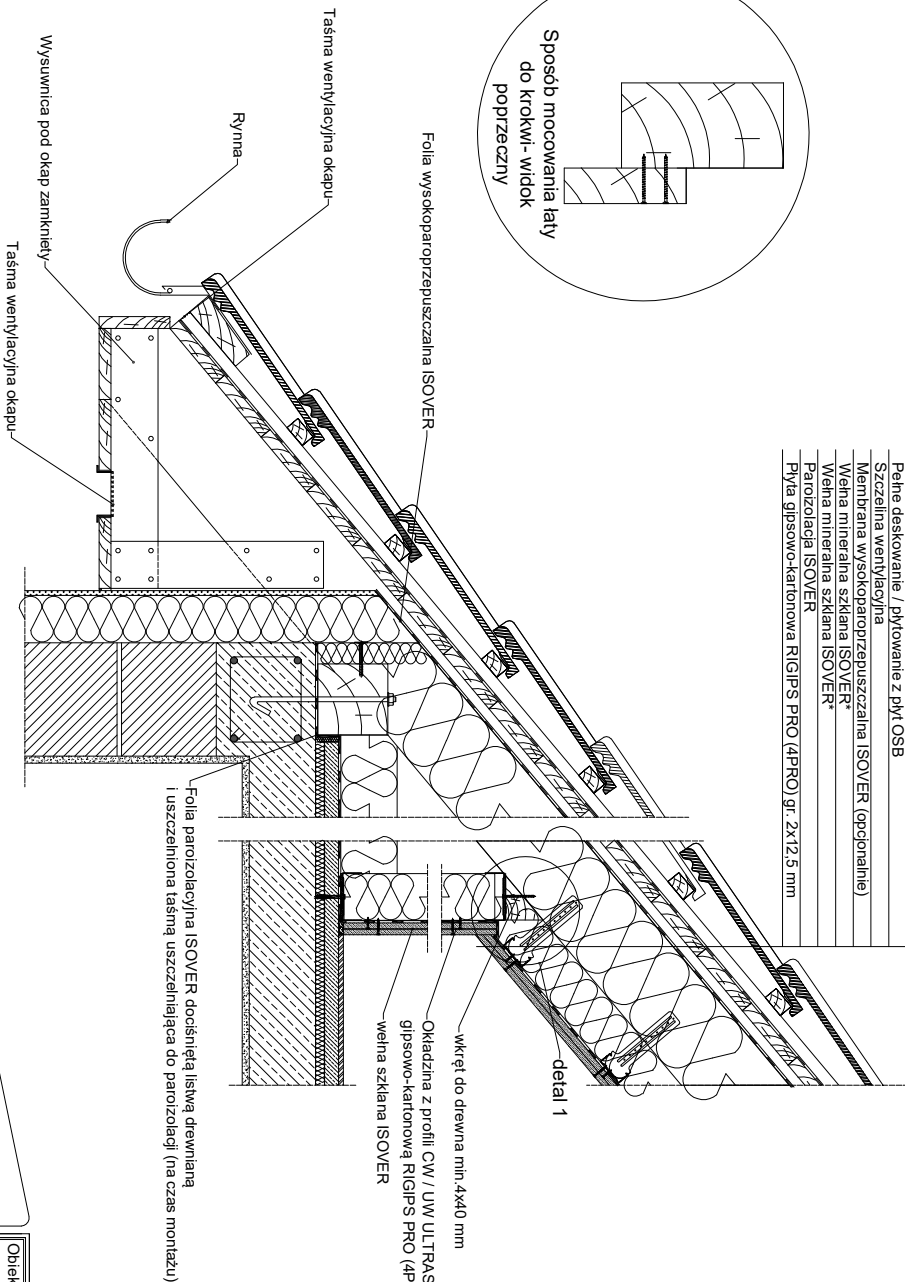 Sposób mocowania łaty
do krokwi- widok
poprzeczny
Pełne deskowanie / płytowanie z płyt OSB
Szczelina wentylacyjna
Membrana wysokoparoprzepuszczalna ISOVER (opcjonalnie)
Wełna mineralna szklana ISOVER*
Wełna mineralna szklana ISOVER*
Paroizolacja ISOVER
Płyta gipsowo-kartonowa RIGIPS PRO (4PRO) gr. 2x12,5 mm
Folia wysokoparoprzepuszczalna ISOVER
Taśma wentylacyjna okapu
Rynna
Wysuwnica pod okap zamknięty
Taśma wentylacyjna okapu
detal 1
wkręt do drewna min.4x40 mm
Okładzina z profili CW / UW ULTRAS
gipsowo-kartonową RIGIPS PRO (4P
wełna szklana ISOVER
Folia paroizolacyjna ISOVER dociśniętą listwą drewnianą
i uszczelniona taśmą uszczelniająca do paroizolacji (na czas montażu)
Obiek